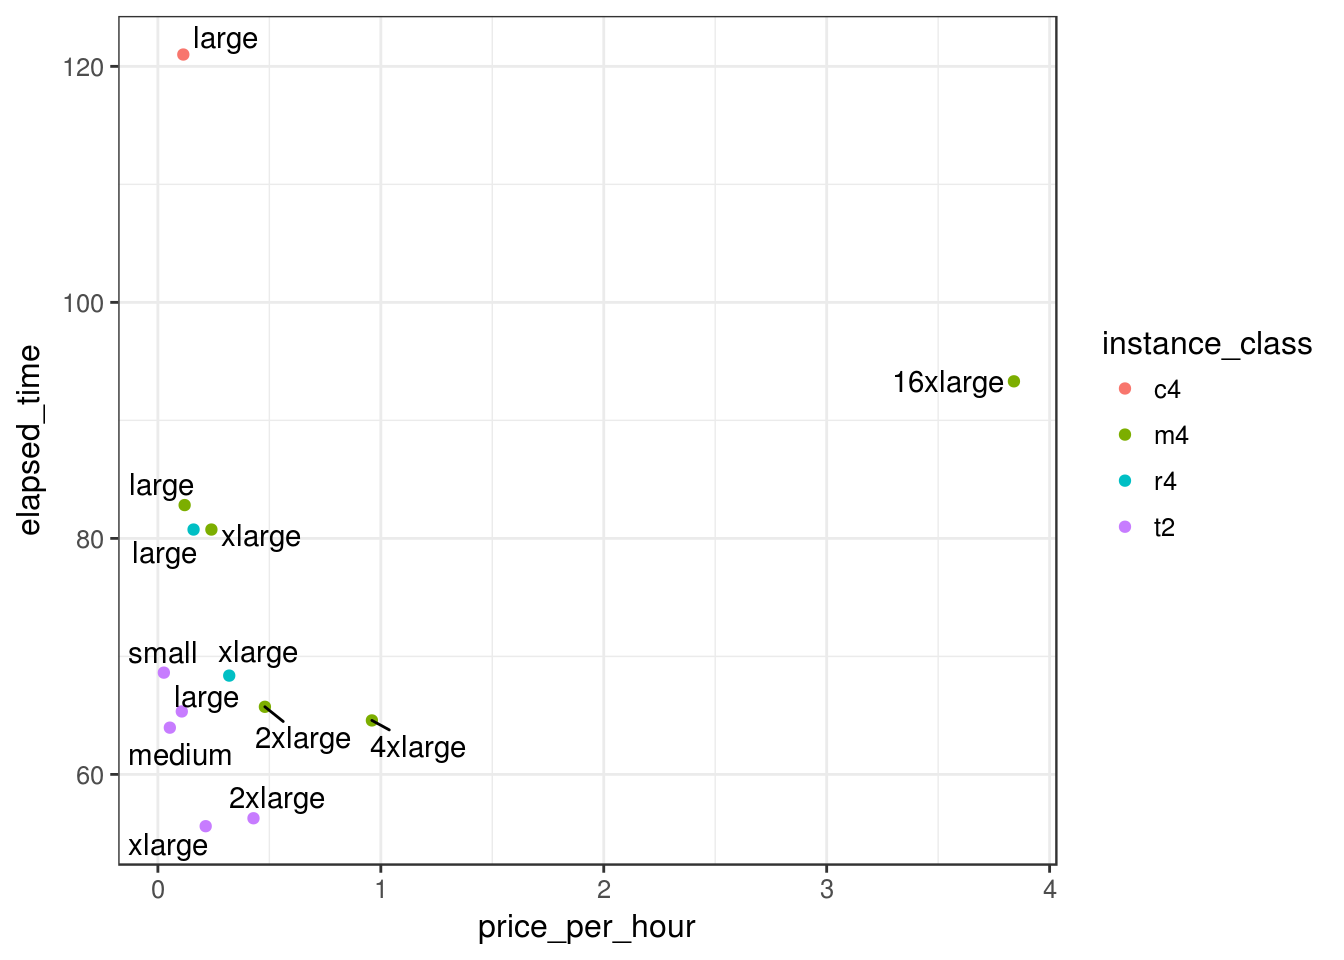 large
120
100
16xlarge
large
80
xlarge
large
small
xlarge
large
2xlarge
4xlarge
medium
60
2xlarge
xlarge
0
1
2
3
4
price_per_hour
elapsed_time
instance_class
c4
m4
r4
t2